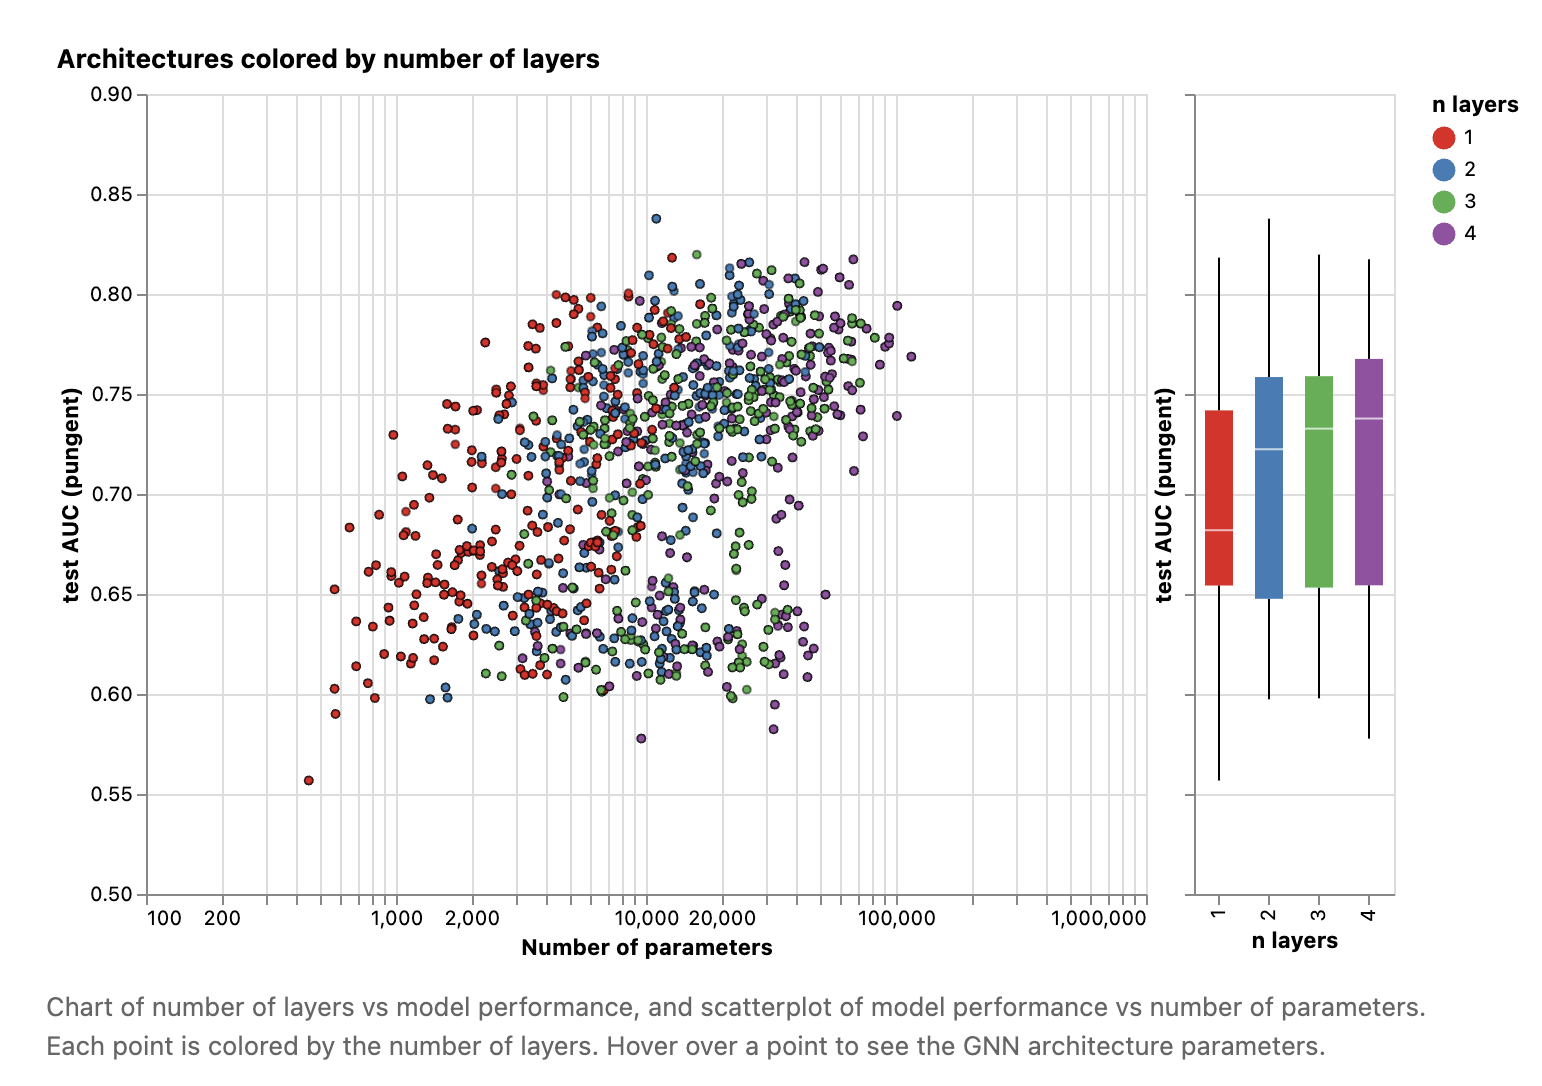 Architectures colored by number of layers
0.90
0.85
0.80
0.75
0.70
0.65
0.60
0.55
0.50
test AUC (pungent)
100 200 1,000 2,000 10,000 20,000 100,000 1,000,000
Number of parameters
test AUC (pungent)
1 2 3 4
n layers
n layers
1
2
3
4
Chart of number of layers vs model performance, and scatterplot of model performance vs number of parameters.
Each point is colored by the number of layers. Hover over a point to see the GNN architecture parameters.